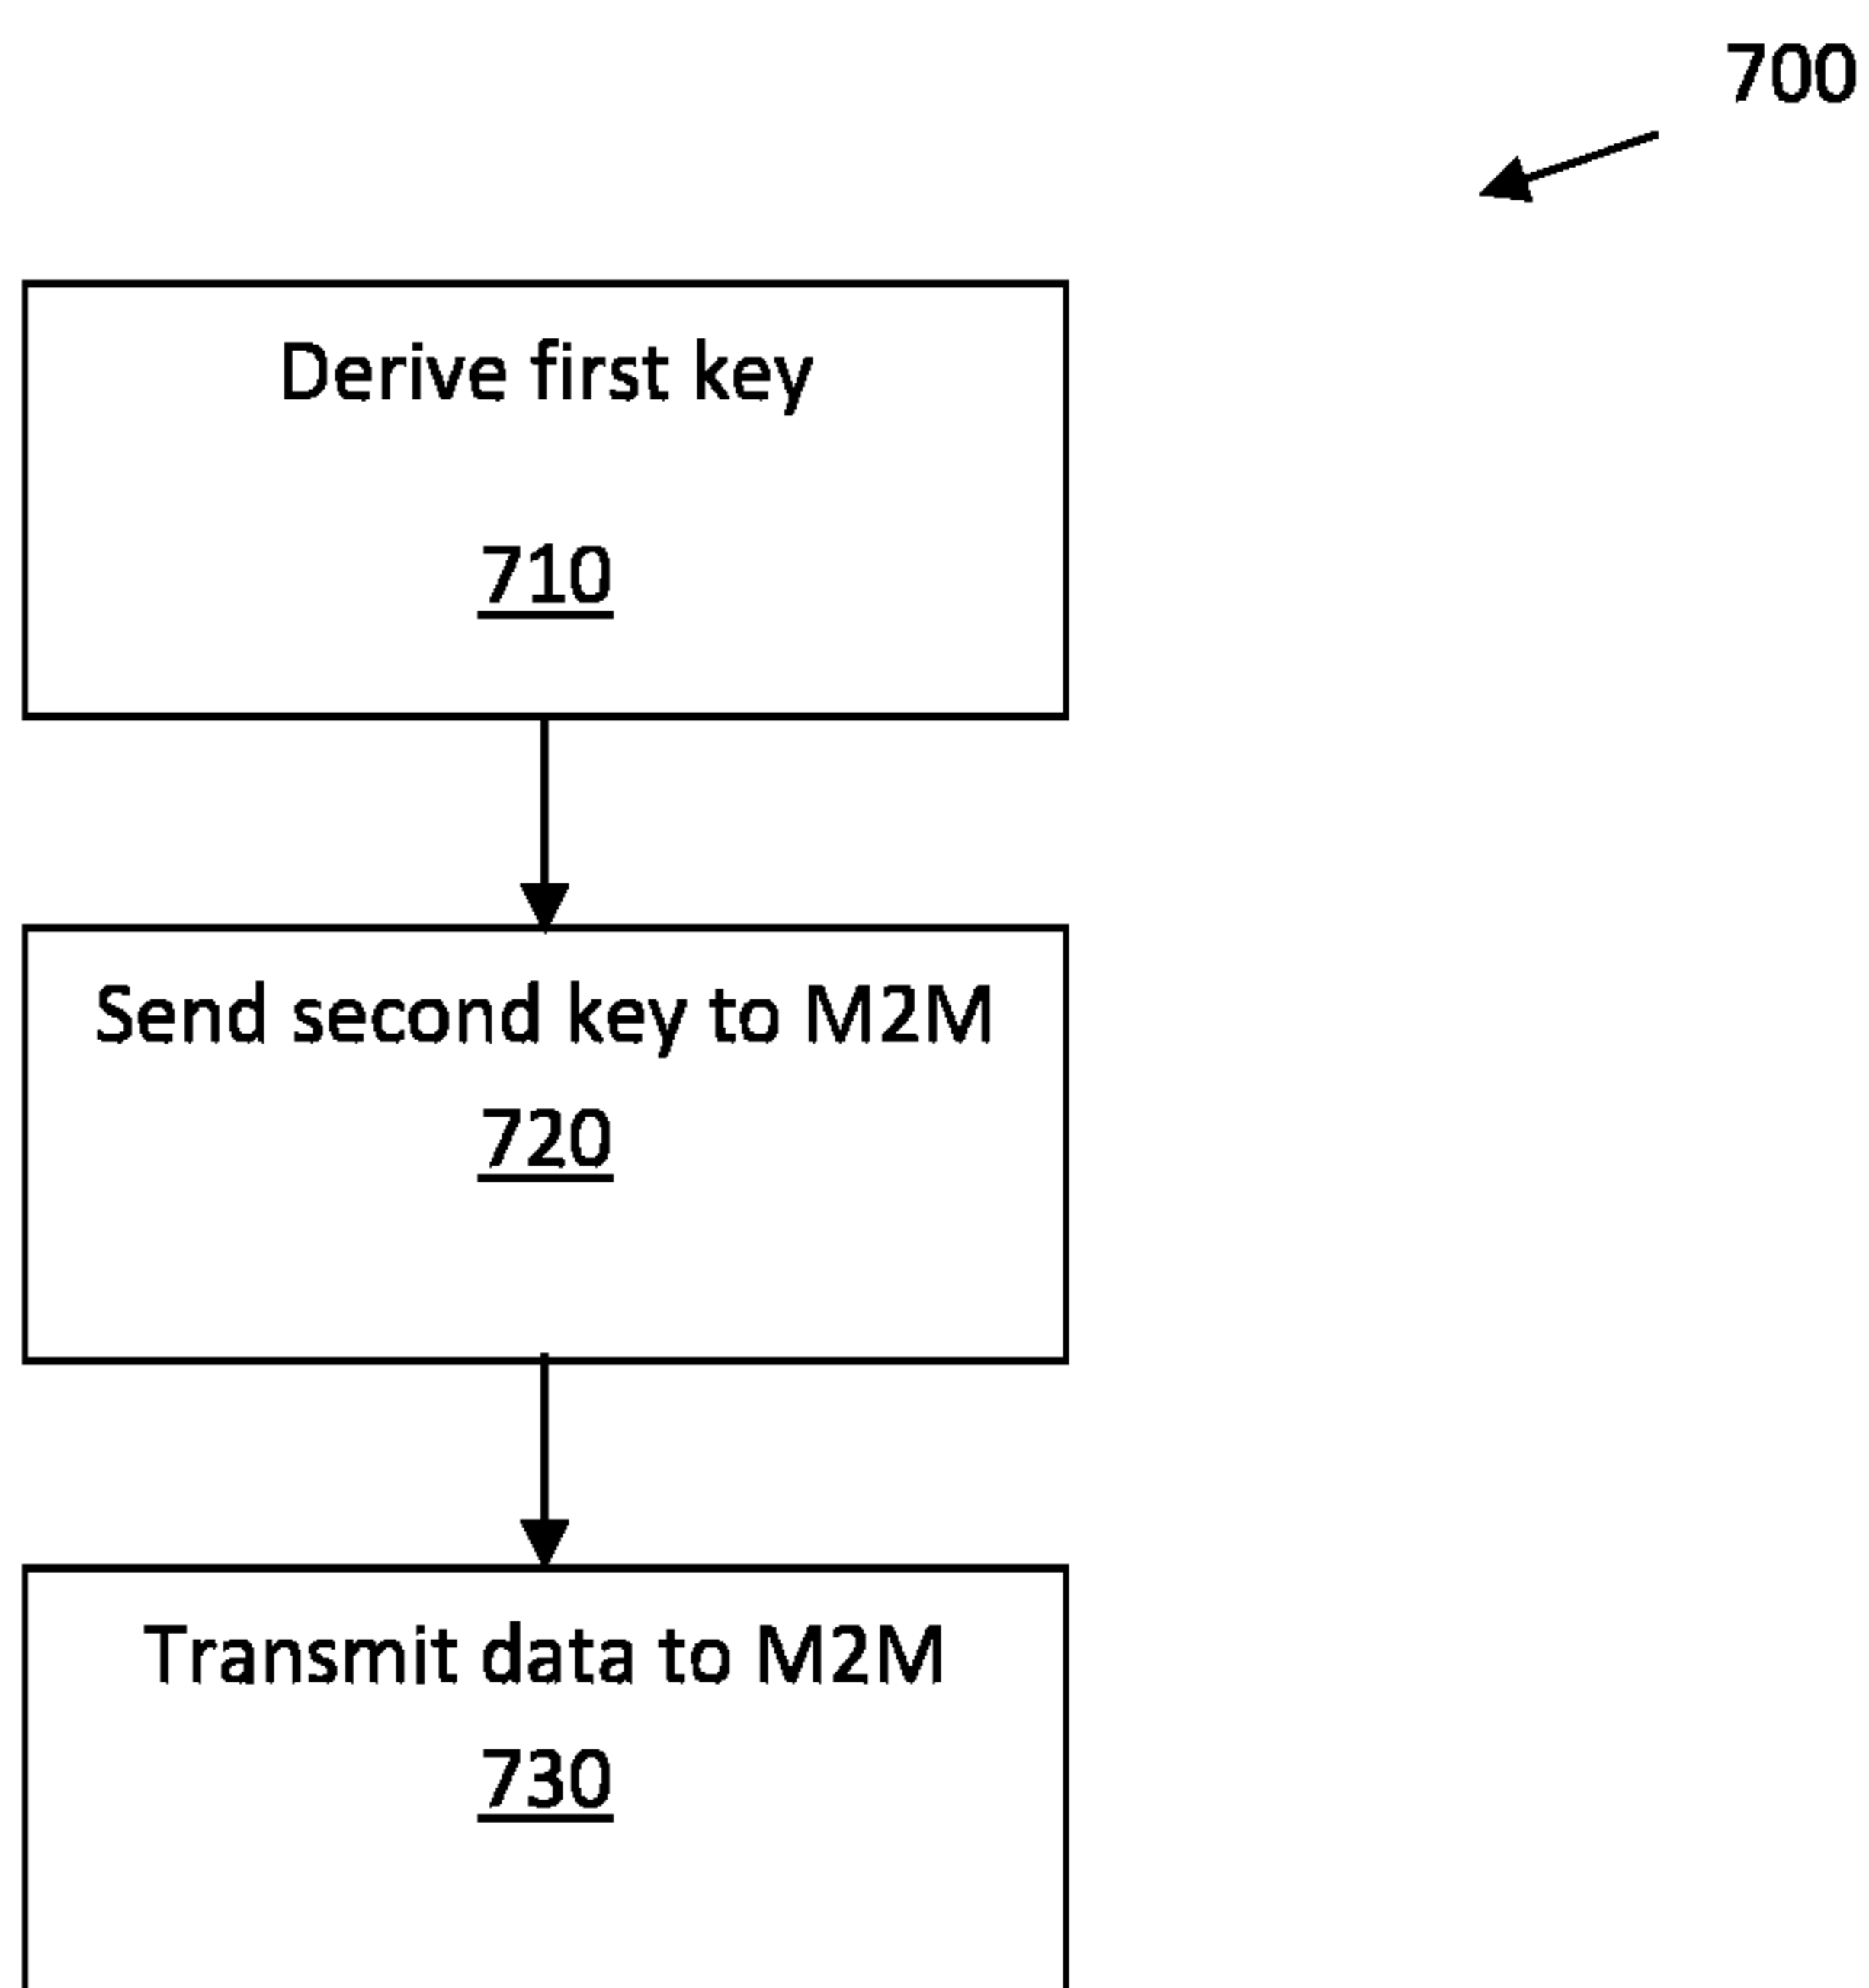 700
Derive first key
710
Send second key to M2M
720
Transmit data to M2M
730